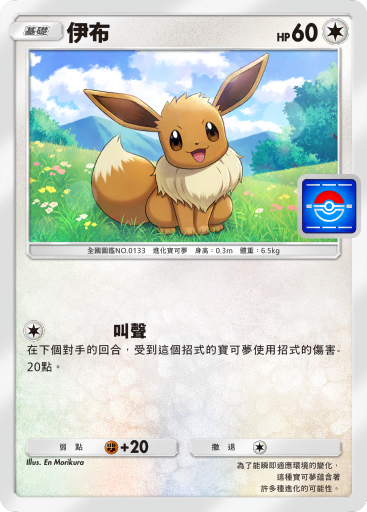 基礎 伊布 HP60
全國圖鑑NO.0133 進化寶可夢 身高：0.3m 體重：6.5kg
叫聲
在下個對手的回合，受到這個招式的寶可夢使用招式的傷害-
20點。
弱點 +20 撤退
Illus. En Morikura
為了能瞬即適應環境的變化，
這種寶可夢蘊含著
許多種進化的可能性。